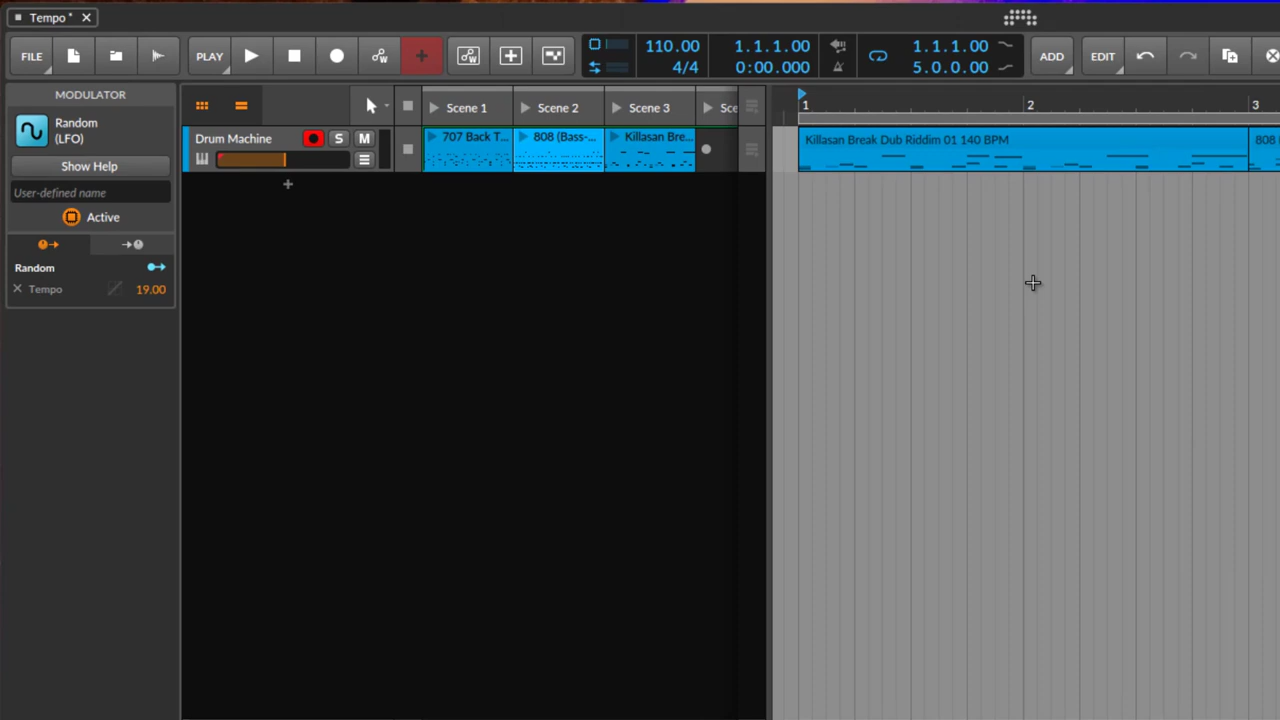 Tempo *
FILE
PLAY
110.00
4/4
1.1.1.00
0:00.000
1.1.1.00
5.0.0.00
ADD
EDIT
MODULATOR
Random
(LFO)
Show Help
User-defined name
Active
Random
Tempo
19.00
Scene 1
Scene 2
Scene 3
Sce
Drum Machine
S
M
707 Back T...
808 (Bass-...
Killasan Bre...
1
2
3
Killasan Break Dub Riddim 01 140 BPM
808